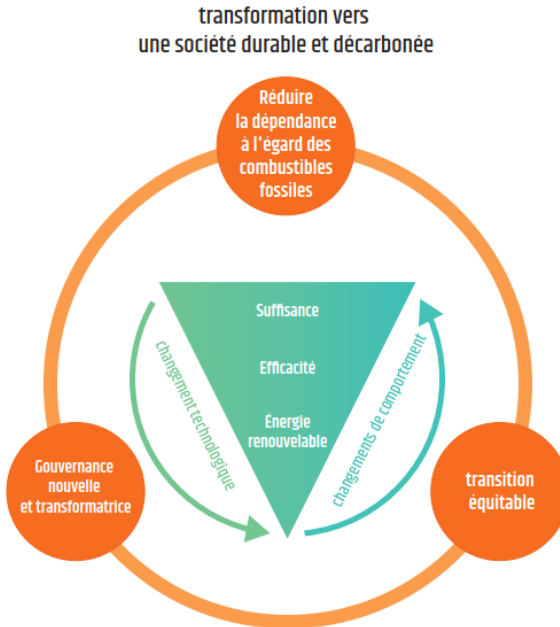 transformation vers
une société durable et décarbonée
Réduire
la dépendance
à l'égard des
combustibles
fossiles
Suffisance
Efficacité
Énergie
renouvelable
changement technologique
changements de comportement
Gouvernance
nouvelle
et transformatrice
transition
équitable